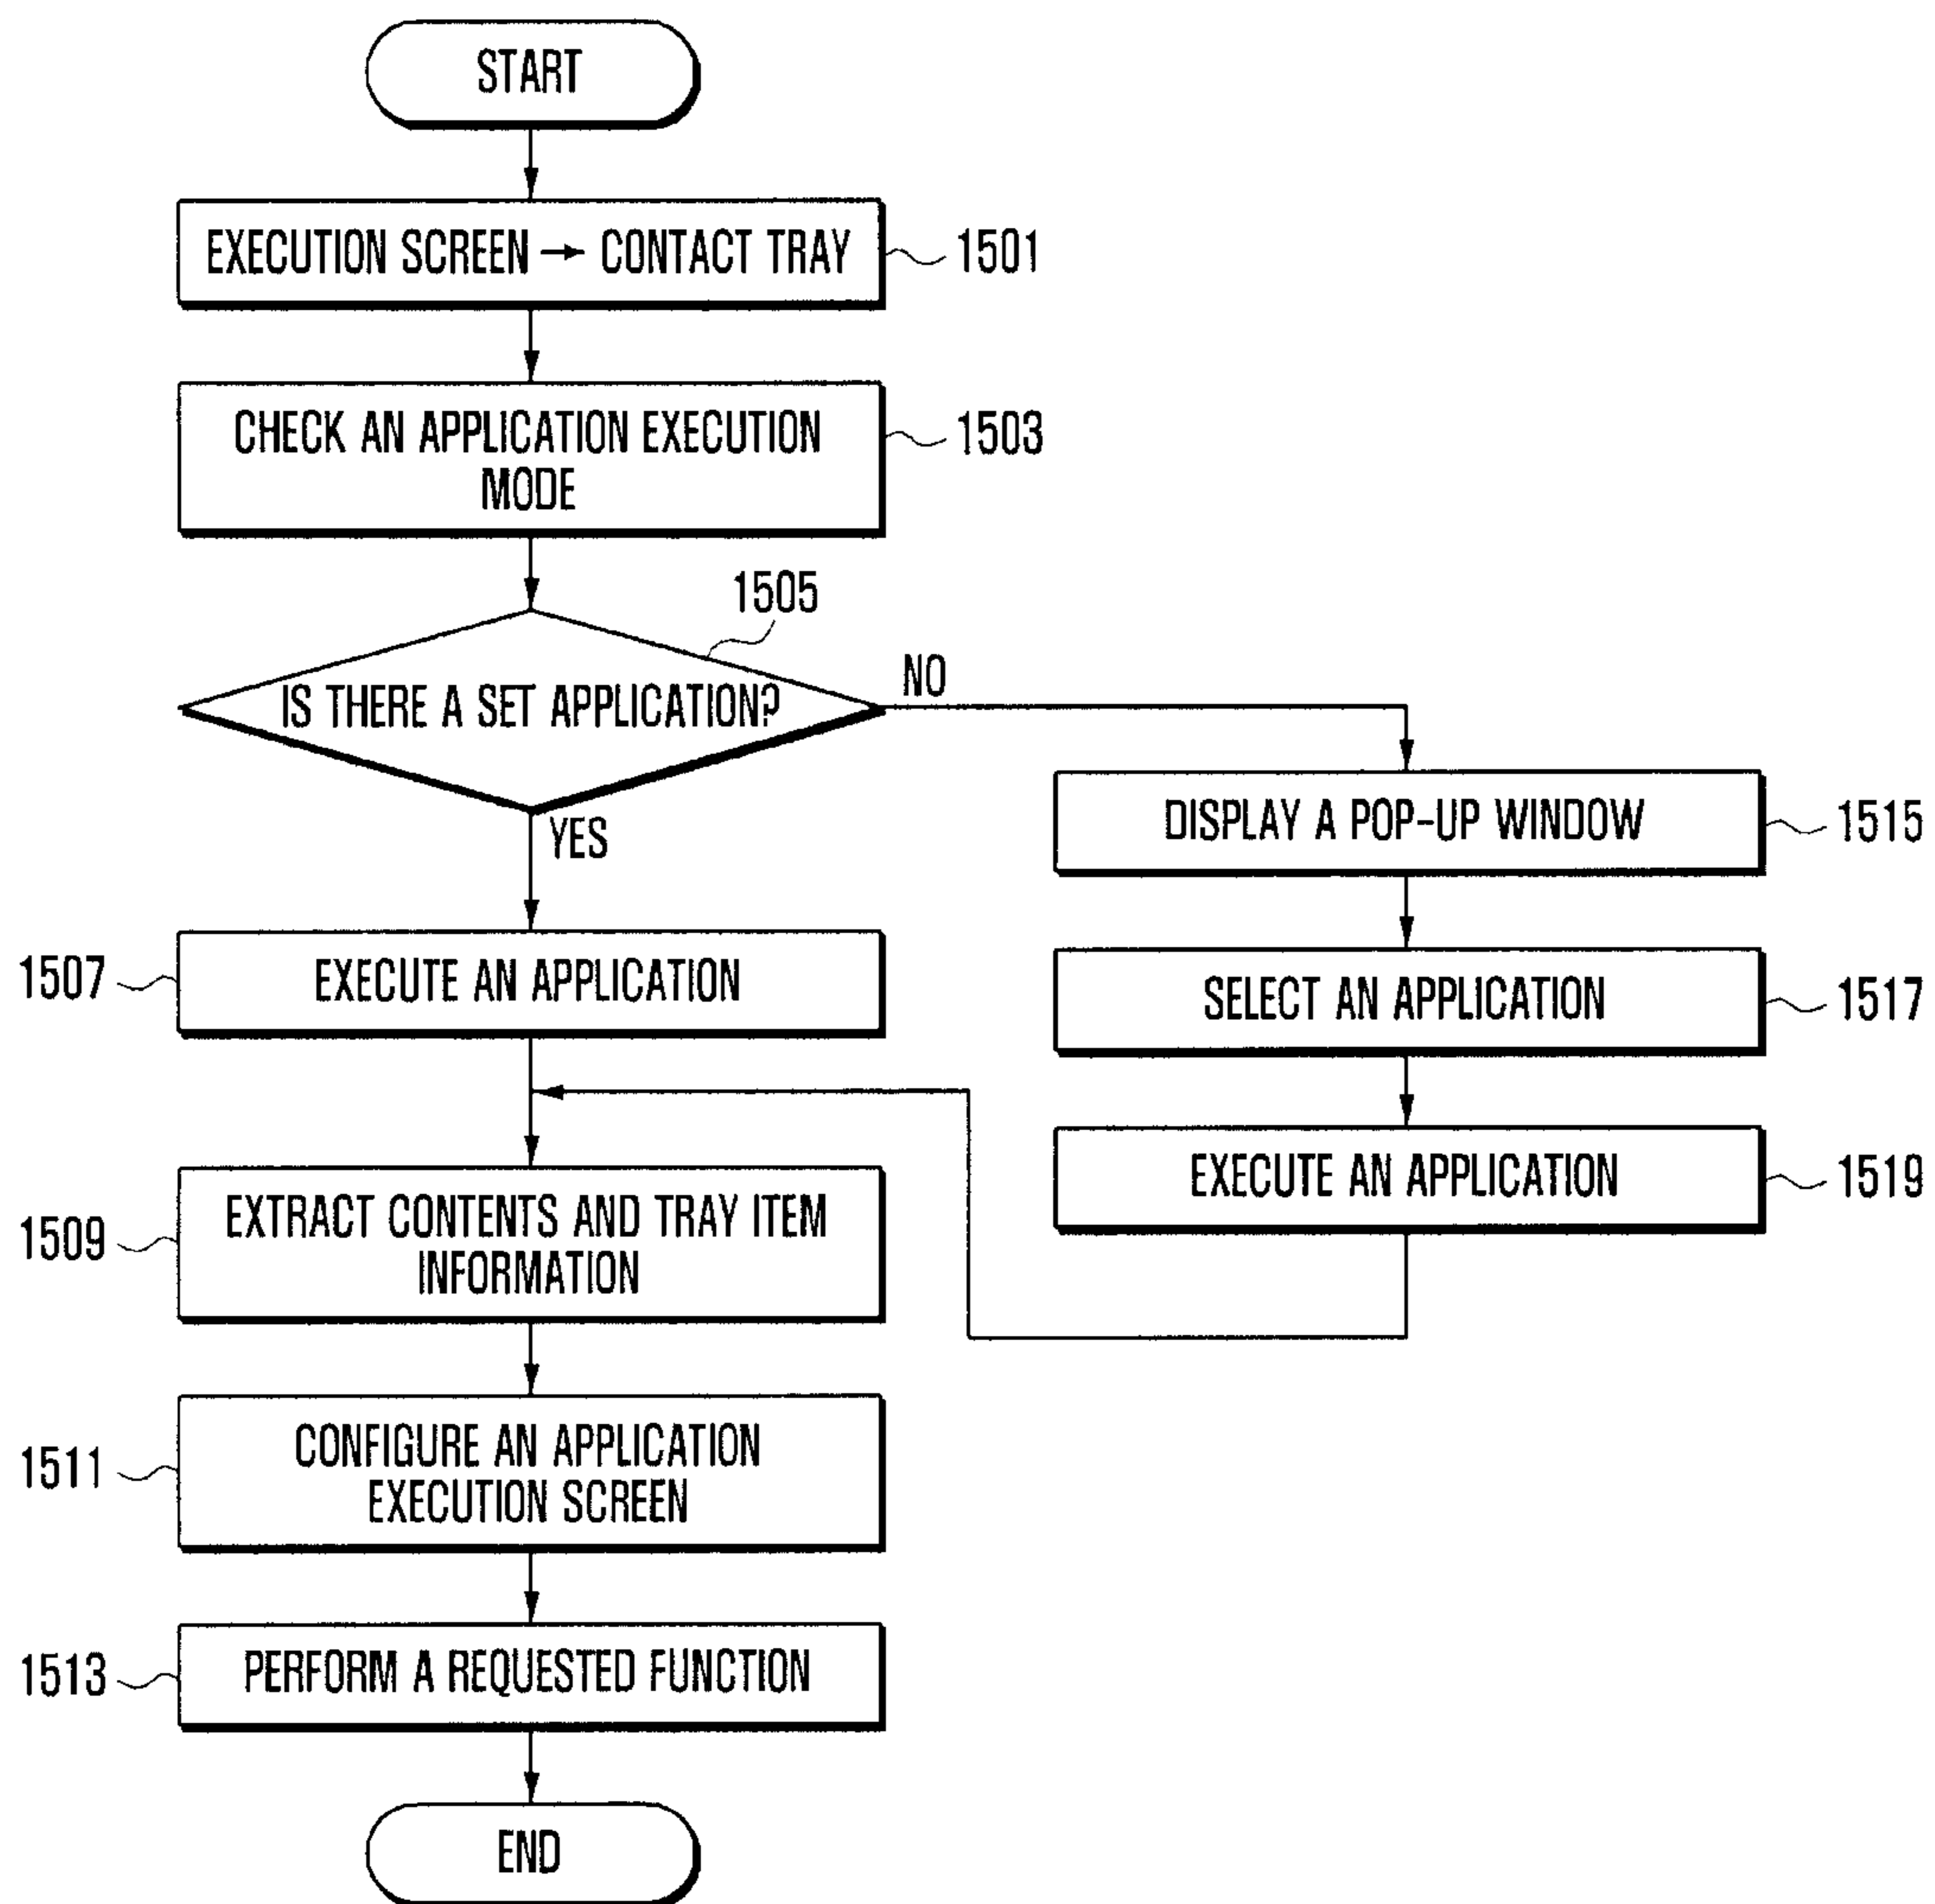 START
EXECUTION SCREEN → CONTACT TRAY
1501
CHECK AN APPLICATION EXECUTION
MODE
1503
1505
IS THERE A SET APPLICATION?
NO
YES
DISPLAY A POP-UP WINDOW
1515
1507
EXECUTE AN APPLICATION
SELECT AN APPLICATION
1517
EXECUTE AN APPLICATION
1519
1509
EXTRACT CONTENTS AND TRAY ITEM
INFORMATION
1511
CONFIGURE AN APPLICATION
EXECUTION SCREEN
1513
PERFORM A REQUESTED FUNCTION
END